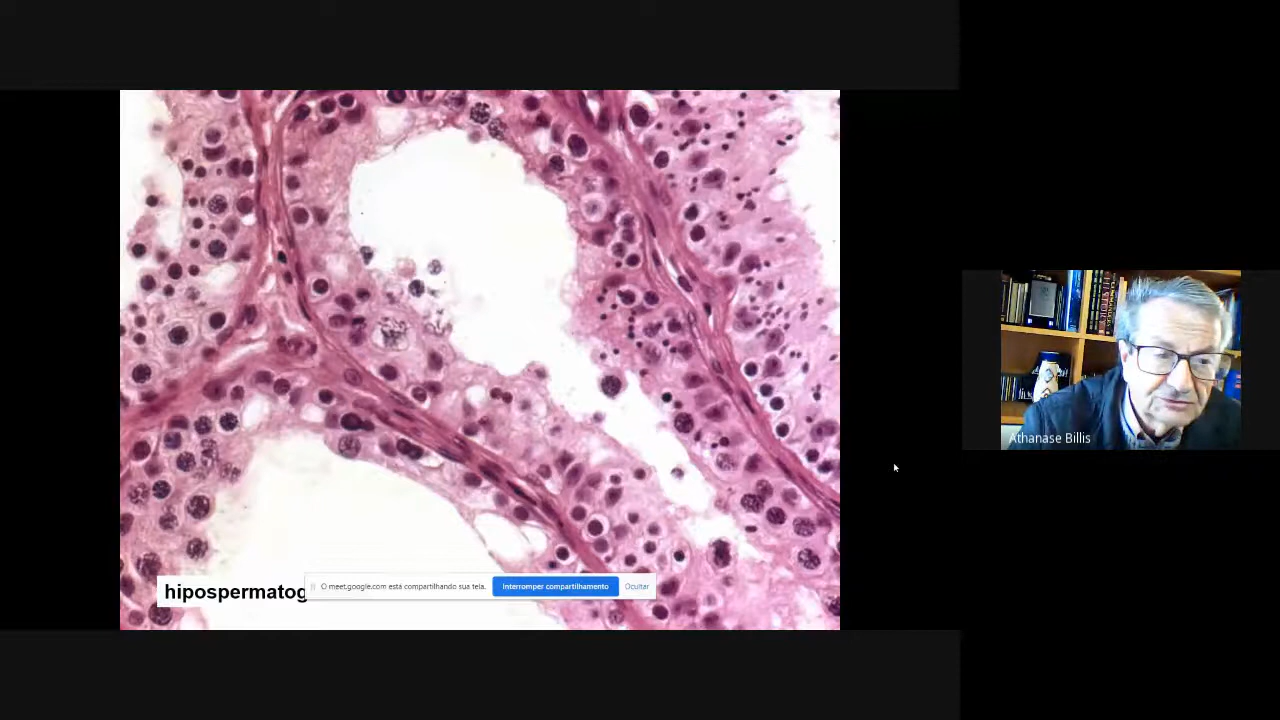 hipospermatog
O meet.google.com está compartilhando sua tela.
Interromper compartilhamento
Ocultar
Athanase Billis